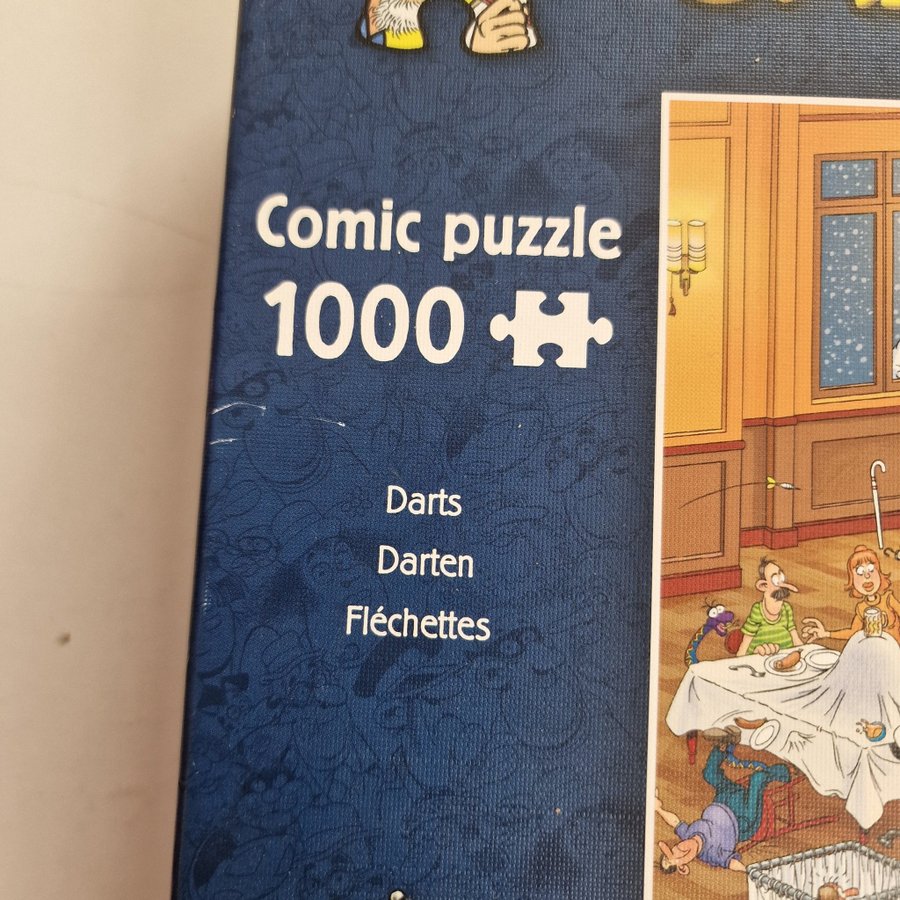 Comic puzzle
1000
Darts
Darten
Fléchettes